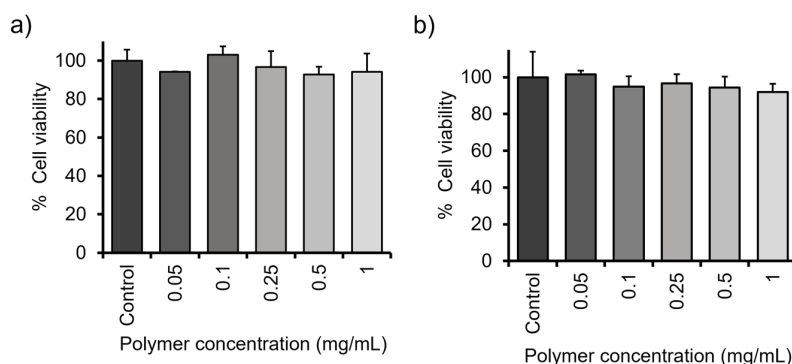 a)
% Cell viability
100
80
60
40
20
0
Control
0.05
0.1
0.25
0.5
1
Polymer concentration (mg/mL)
b)
% Cell viability
100
80
60
40
20
0
Control
0.05
0.1
0.25
0.5
1
Polymer concentration (mg/mL)